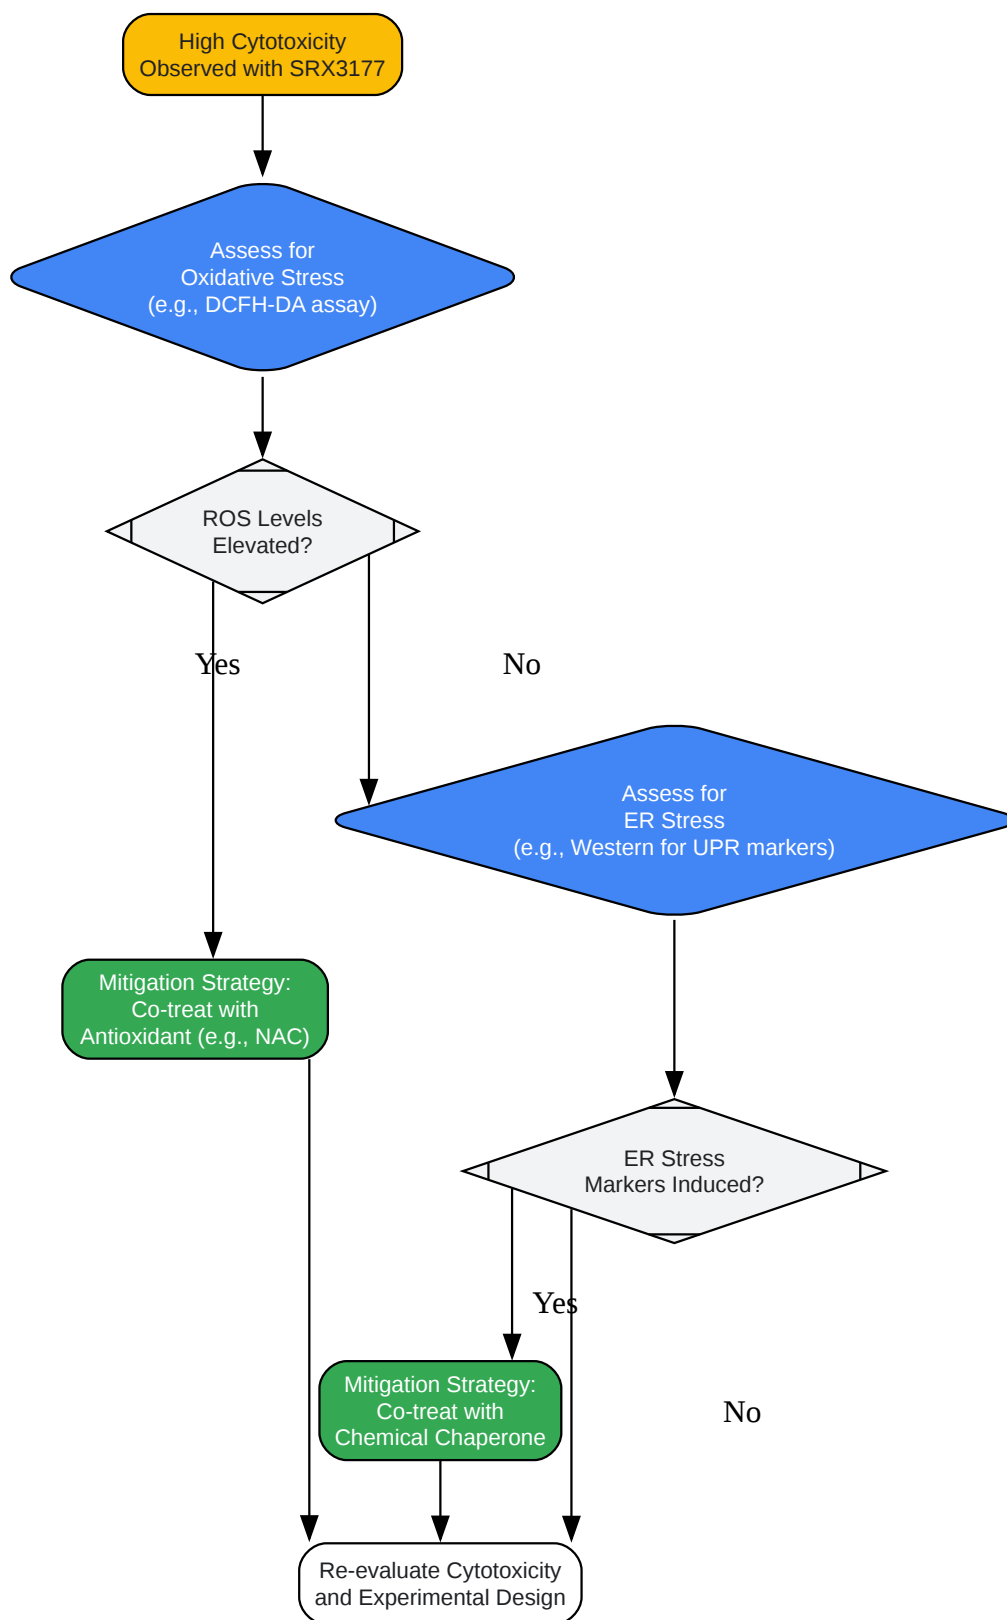 High Cytotoxicity
Observed with SRX3177
Assess for
Oxidative Stress
(e.g., DCFH-DA assay)
ROS Levels
Elevated?
Yes
No
Assess for
ER Stress
(e.g., Western for UPR markers)
Mitigation Strategy:
Co-treat with
Antioxidant (e.g., NAC)
ER Stress
Markers Induced?
Yes
Mitigation Strategy:
Co-treat with
Chemical Chaperone
No
Re-evaluate Cytotoxicity
and Experimental Design